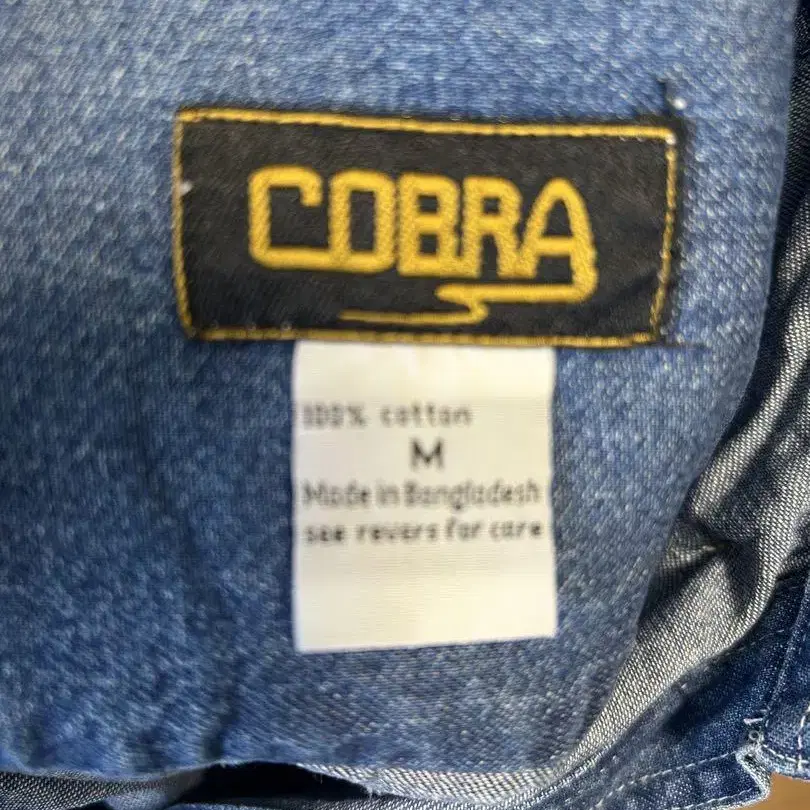 COBRA
100% cotton
M
Made in Bangladesh
see revers for care